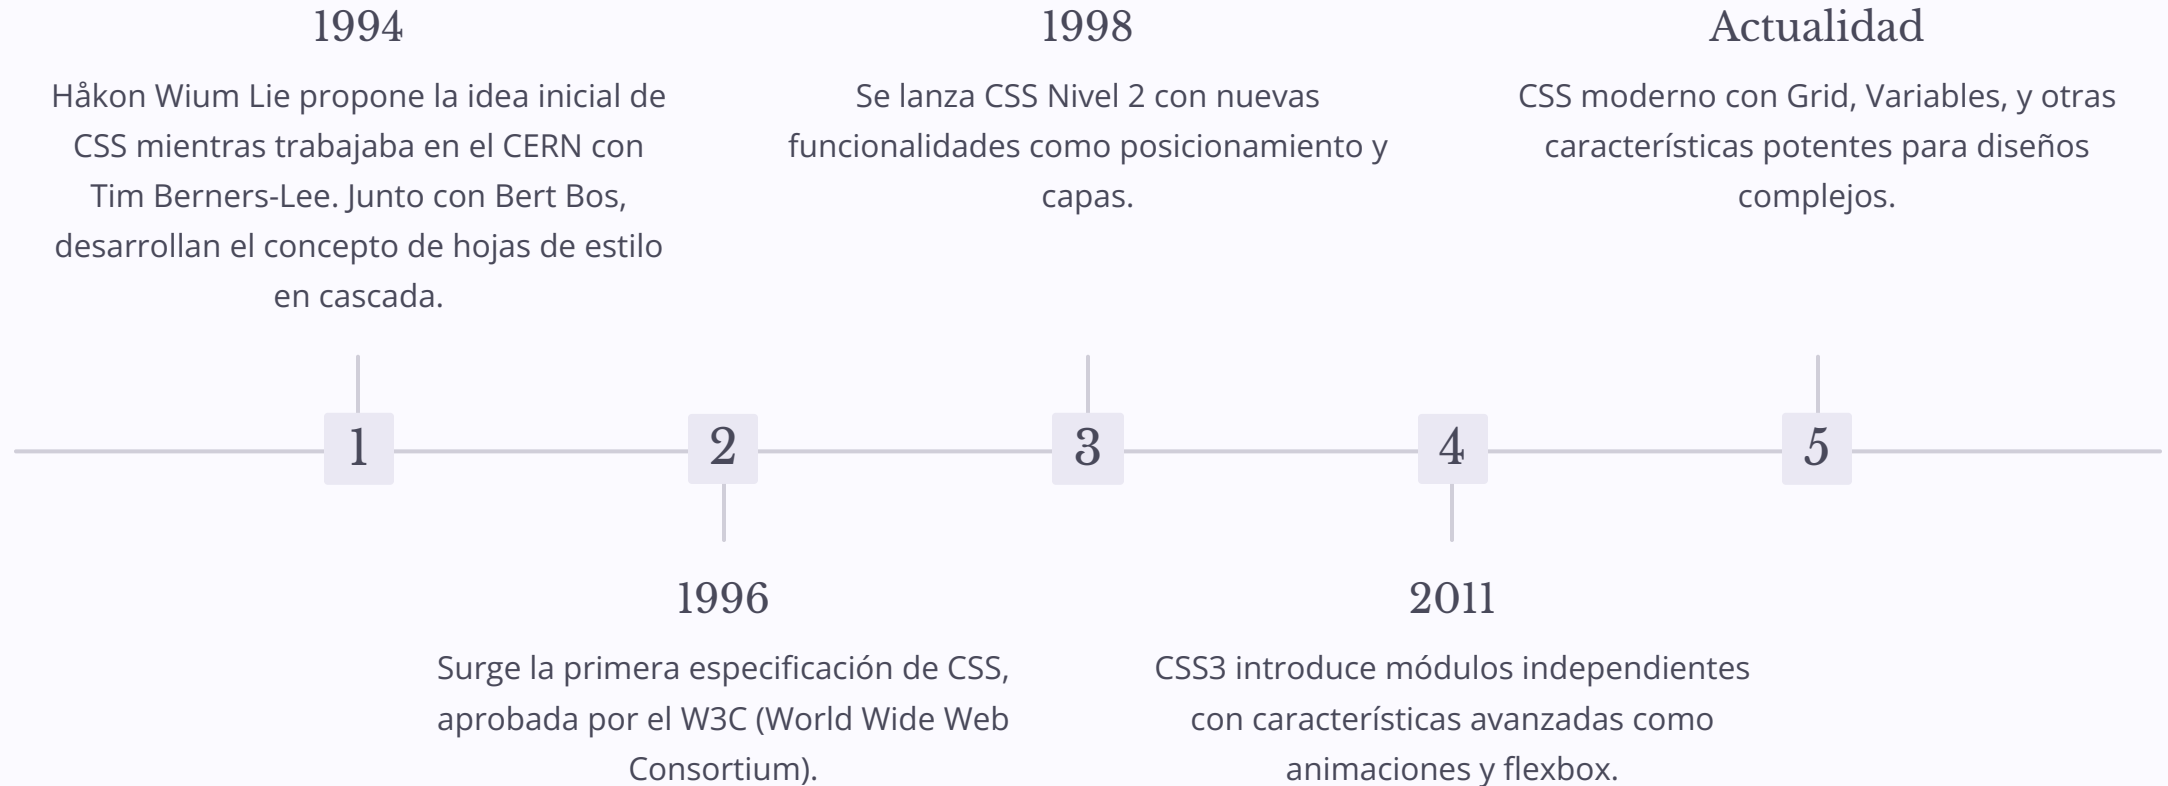 1994
Håkon Wium Lie propone la idea inicial de
CSS mientras trabajaba en el CERN con
Tim Berners-Lee. Junto con Bert Bos,
desarrollan el concepto de hojas de estilo
en cascada.
1998
Se lanza CSS Nivel 2 con nuevas
funcionalidades como posicionamiento y
capas.
Actualidad
CSS moderno con Grid, Variables, y otras
características potentes para diseños
complejos.
1
2
3
4
5
1996
Surge la primera especificación de CSS,
aprobada por el W3C (World Wide Web
Consortium).
2011
CSS3 introduce módulos independientes
con características avanzadas como
animaciones y flexbox.